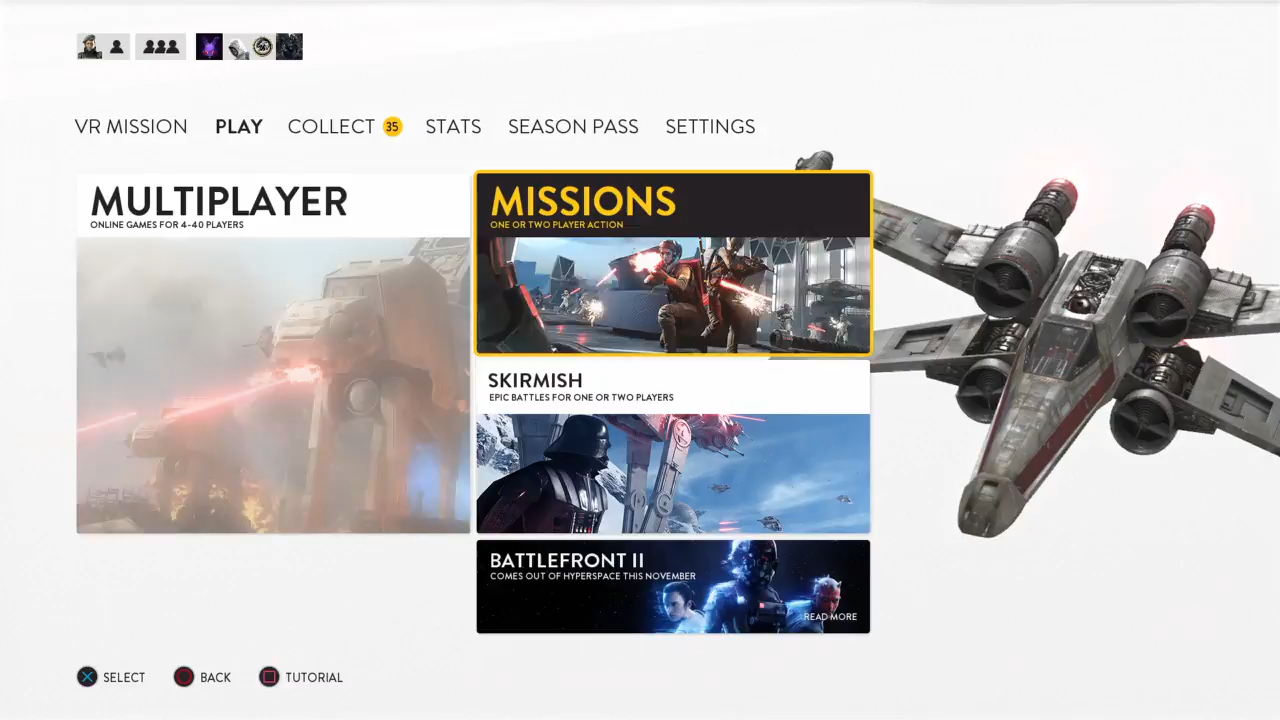 VR MISSION PLAY COLLECT 35 STATS SEASON PASS SETTINGS
MULTIPLAYER
ONLINE GAMES FOR 4-40 PLAYERS
MISSIONS
ONE OR TWO PLAYER ACTION
SKIRMISH
EPIC BATTLES FOR ONE OR TWO PLAYERS
BATTLEFRONT II
COMES OUT OF HYPERSPACE THIS NOVEMBER
READ MORE
SELECT BACK TUTORIAL